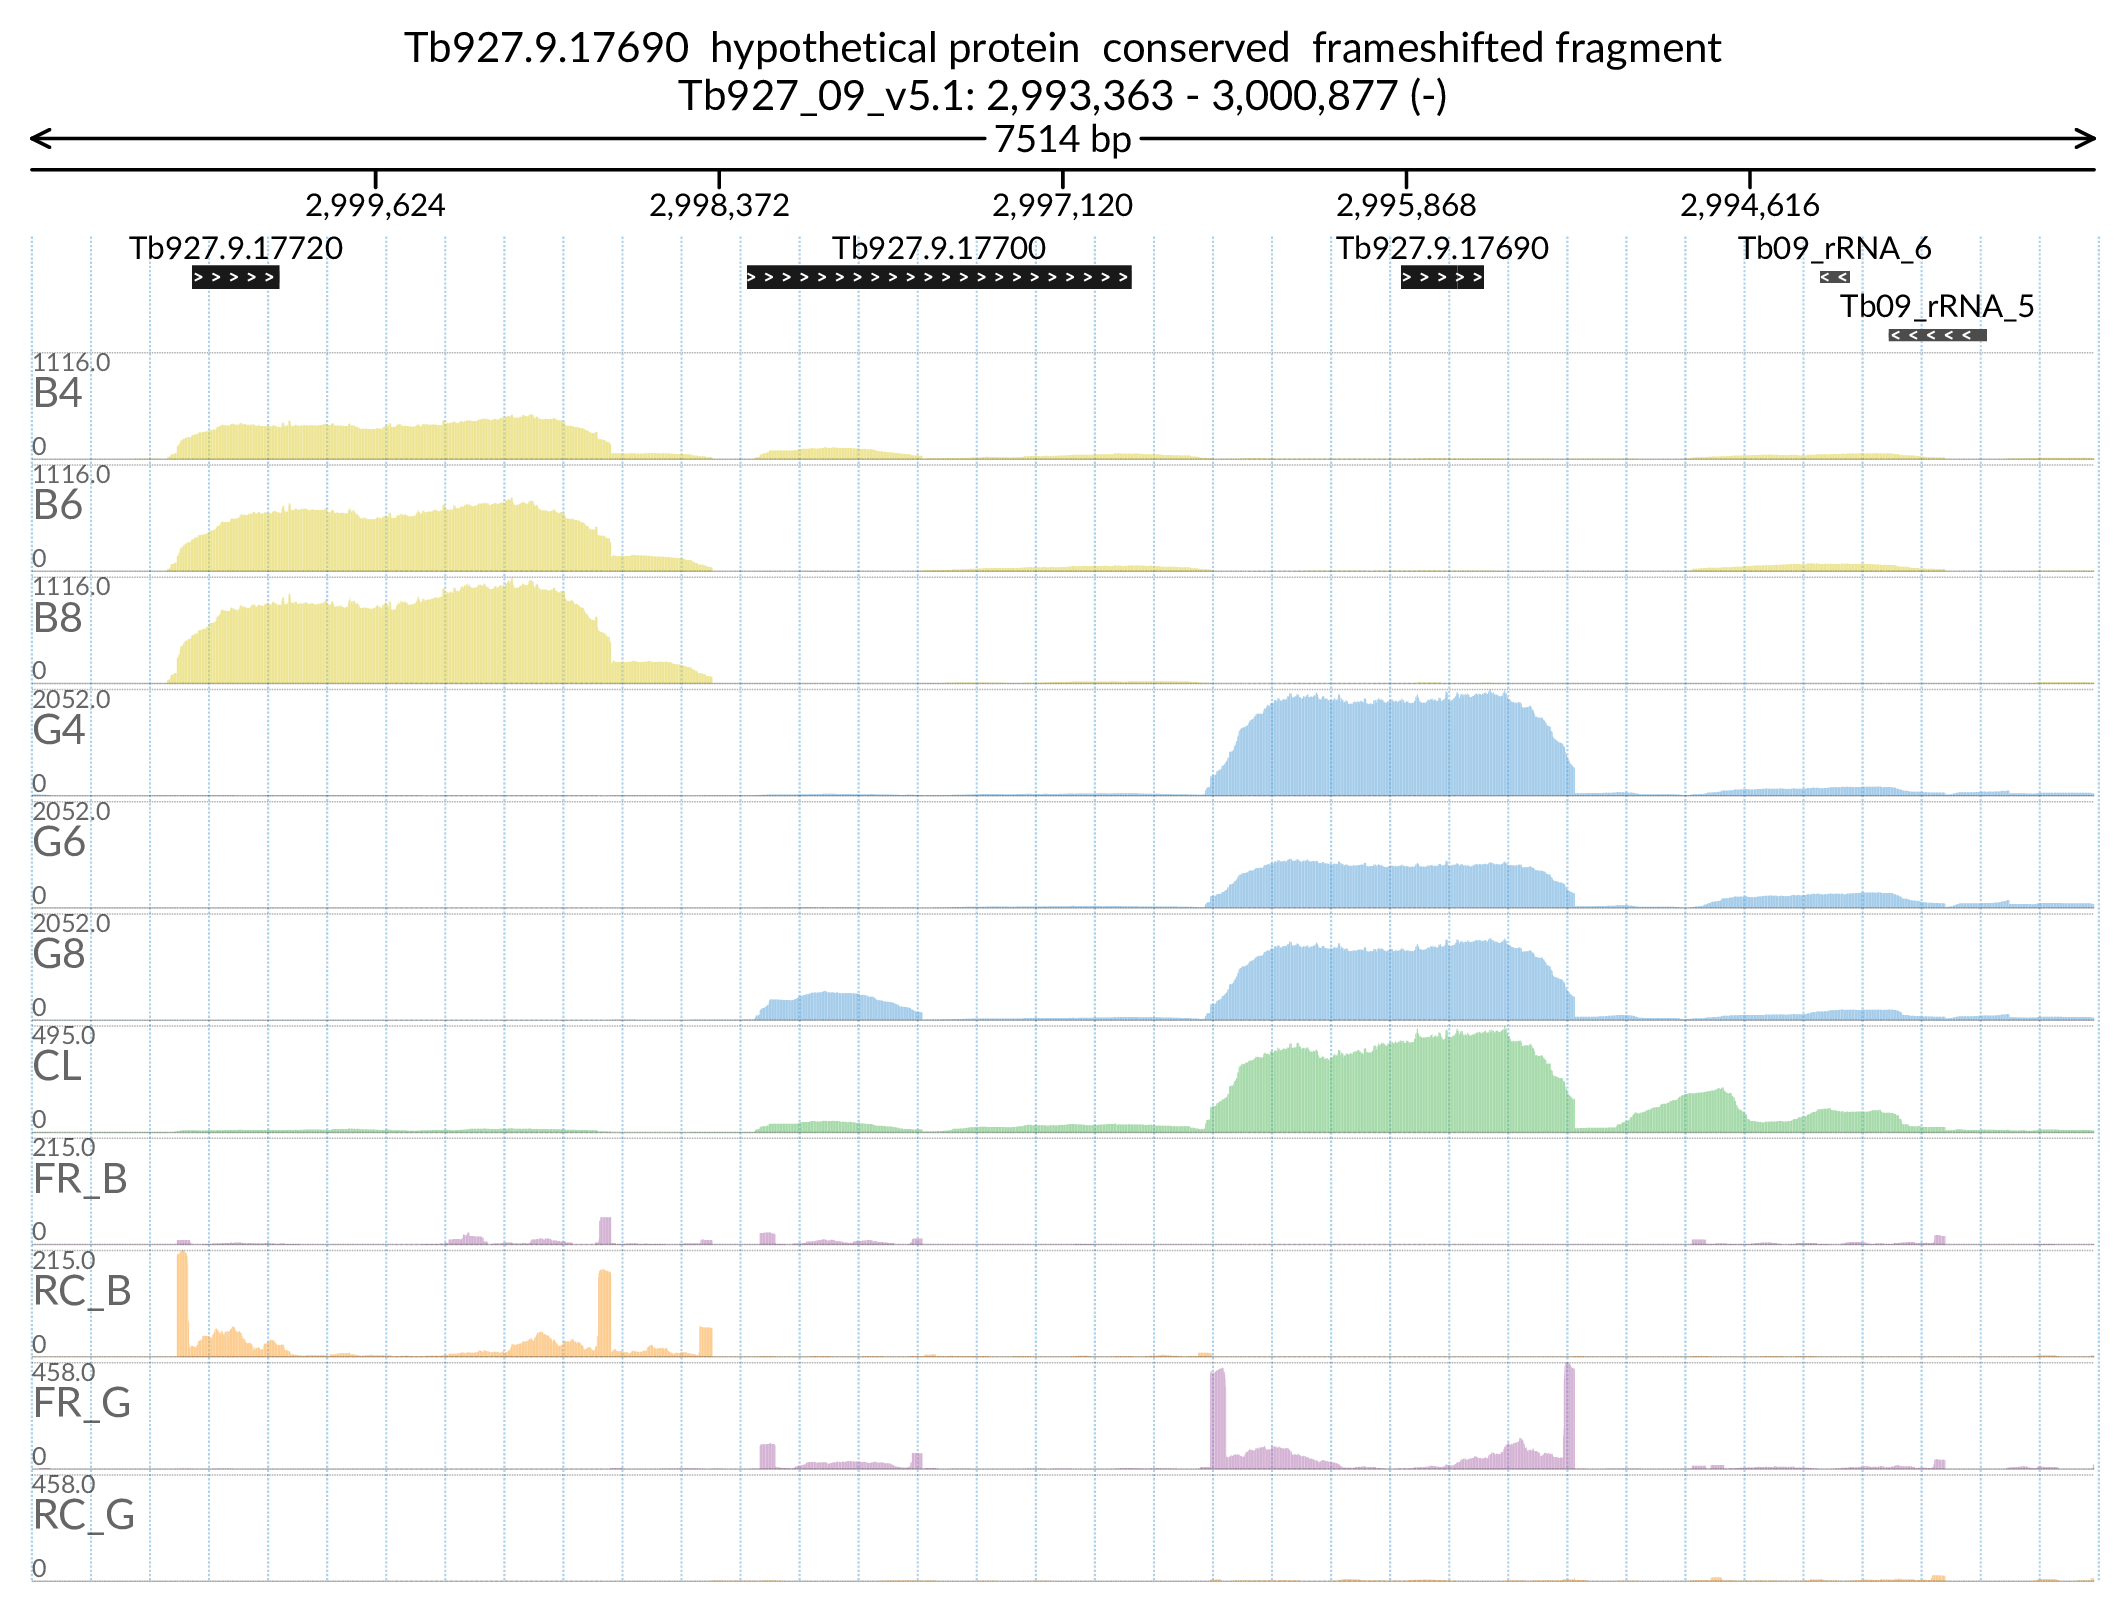 Tb927.9.17690  hypothetical protein  conserved  frameshifted fragment
Tb927_09_v5.1: 2,993,363 - 3,000,877 (-)
7514 bp
2,999,624 2,998,372 2,997,120 2,995,868 2,994,616
Tb927.9.17720 Tb927.9.17700 Tb927.9.17690 Tb09_rRNA_6
Tb09_rRNA_5
1116.0
B4
0
1116.0
B6
0
1116.0
B8
0
2052.0
G4
0
2052.0
G6
0
2052.0
G8
0
495.0
CL
0
215.0
FR_B
0
215.0
RC_B
0
458.0
FR_G
0
458.0
RC_G
0